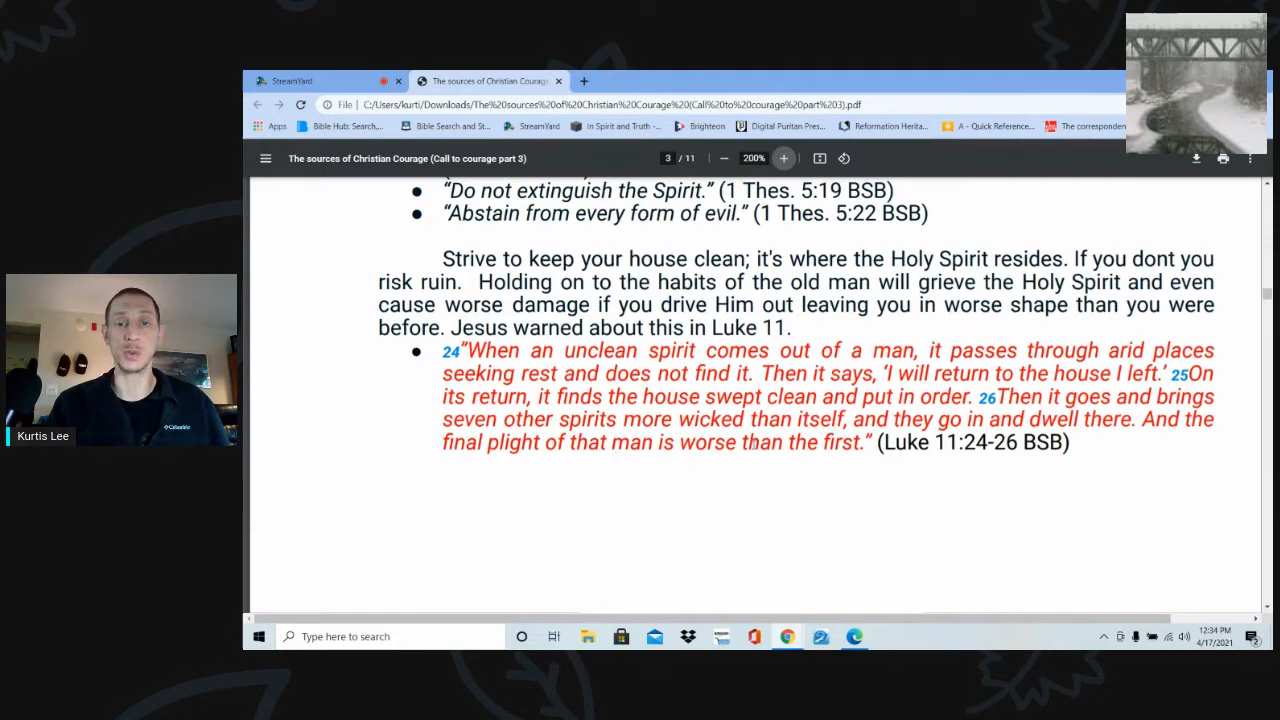 StreamYard
The sources of Christian Courage
File
C:/Users/kurti/Downloads/The%20sources%20of%20Christian%20Courage%20(Call%20to%20courage%20part%203).pdf
Apps
Bible Hub: Search,...
Bible Search and St...
StreamYard
In Spirit and Truth -...
Brighteon
Digital Puritan Pres...
Reformation Herita...
A - Quick Reference...
The corresponden
The sources of Christian Courage (Call to courage part 3)
3 / 11
200%
● "Do not extinguish the Spirit." (1 Thes. 5:19 BSB)
● "Abstain from every form of evil." (1 Thes. 5:22 BSB)
Strive to keep your house clean; it's where the Holy Spirit resides. If you dont you
risk ruin. Holding on to the habits of the old man will grieve the Holy Spirit and even
cause worse damage if you drive Him out leaving you in worse shape than you were
before. Jesus warned about this in Luke 11.
● 24"When an unclean spirit comes out of a man, it passes through arid places
seeking rest and does not find it. Then it says, 'I will return to the house I left.' 25On
its return, it finds the house swept clean and put in order. 26Then it goes and brings
seven other spirits more wicked than itself, and they go in and dwell there. And the
final plight of that man is worse than the first." (Luke 11:24-26 BSB)
Columbia
Kurtis Lee
Type here to search
12:34 PM
4/17/2021